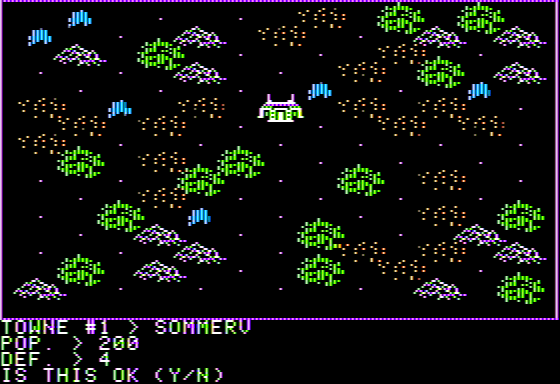 TOWNE #1 > SOMMERV
POP. > 200
DEF. > 4
IS THIS OK (Y/N)